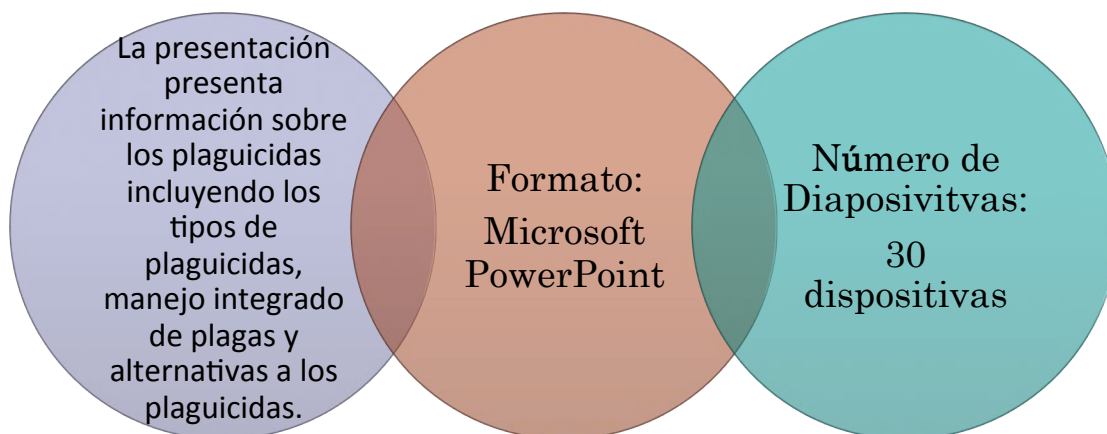 La presentación
presenta
información sobre
los plaguicidas
incluyendo los
tipos de
plaguicidas,
manejo integrado
de plagas y
alternativas a los
plaguicidas.
Formato:
Microsoft
PowerPoint
Número de
Diaposivitvas:
30
dispositivas